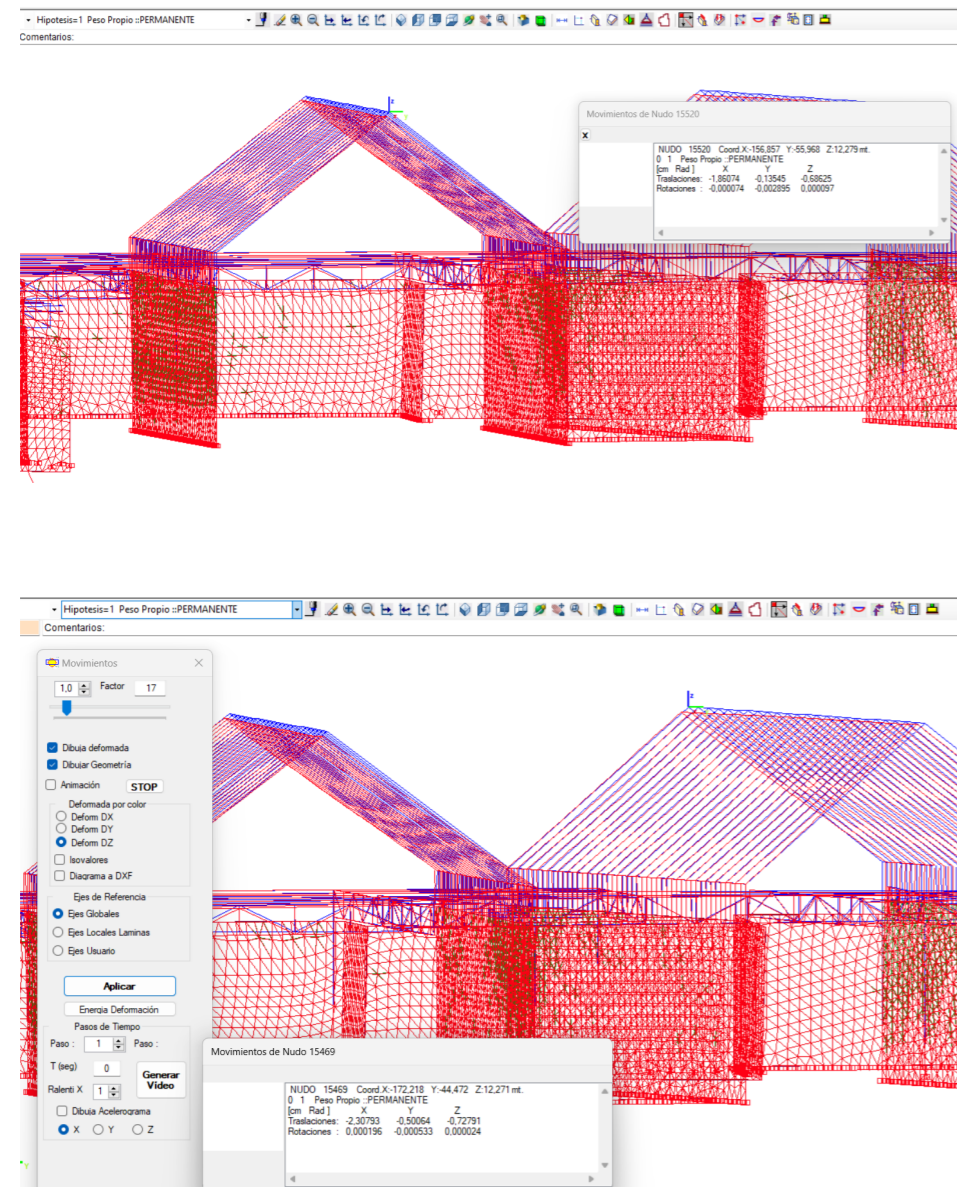 Hipotesis=1 Peso Propio ::PERMANENTE
Comentarios:
z
Y
Movimientos de Nudo 15520
x
NUDO 15520 Coord.X:-156,857 Y:-55,968 Z:12,279 mt.
0 1 Peso Propio ::PERMANENTE
[cm Rad ] X Y Z
Traslaciones: -1,86074 -0,13545 -0,68625
Rotaciones : -0,000074 -0,002895 0,000097
Hipotesis=1 Peso Propio ::PERMANENTE
Comentarios:
Movimientos
1,0 Factor 17
Dibuja deformada
Dibujar Geometría
Animación STOP
Deformada por color
Deform DX
Deform DY
Deform DZ
Isovalores
Diagrama a DXF
Ejes de Referencia
Ejes Globales
Ejes Locales Laminas
Ejes Usuario
Aplicar
Energia Deformación
Pasos de Tiempo
Paso : 1 Paso :
T (seg) 0
Generar Video
Ralenti X 1
Dibuja Acelerograma
X Y Z
z
Y
Movimientos de Nudo 15469
NUDO 15469 Coord.X:-172,218 Y:-44,472 Z:12,271 mt.
0 1 Peso Propio ::PERMANENTE
[cm Rad ] X Y Z
Traslaciones: -2,30793 -0,50064 -0,72791
Rotaciones : 0,000196 -0,000533 0,000024